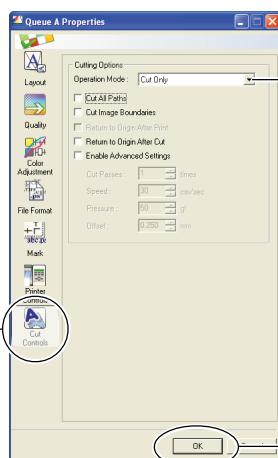 Queue A Properties
Layout
Quality
Color
Adjustment
File Format
Mark
Printer
Controls
Cut
Controls
Cutting Options
Operation Mode : Cut Only
Cut All Paths
Cut Image Boundaries
Return to Origin After Print
Return to Origin After Cut
Enable Advanced Settings
Cut Passes : 1 times
Speed : 30 cm/sec
Pressure : 50 gf
Offset : 0.250 mm
OK